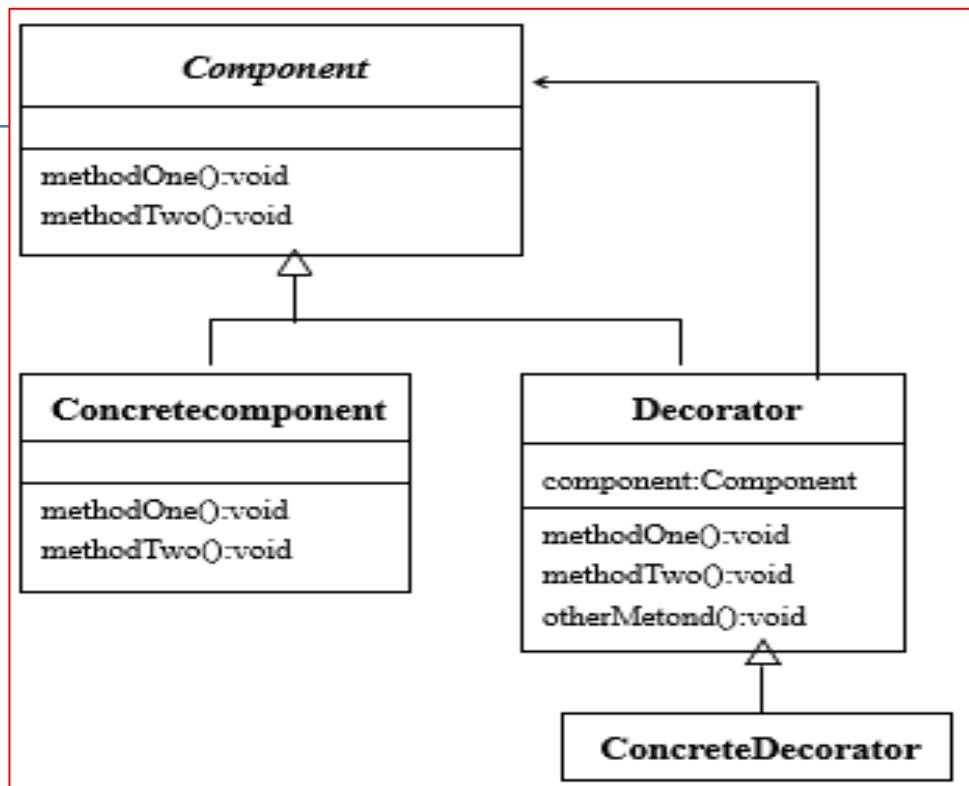 Component
methodOne():void
methodTwo():void
Concretecomponent
methodOne():void
methodTwo():void
Decorator
component:Component
methodOne():void
methodTwo():void
otherMetond():void
ConcreteDecorator